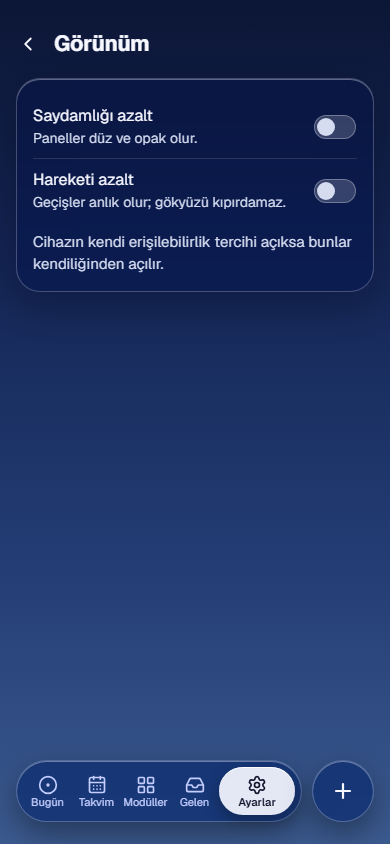 Görünüm
Saydamlığı azalt
Paneller düz ve opak olur.
Hareketi azalt
Geçişler anlık olur; gökyüzü kıpırdamaz.
Cihazın kendi erişilebilirlik tercihi açıksa bunlar
kendiliğinden açılır.
Bugün
Takvim
Modüller
Gelen
Ayarlar